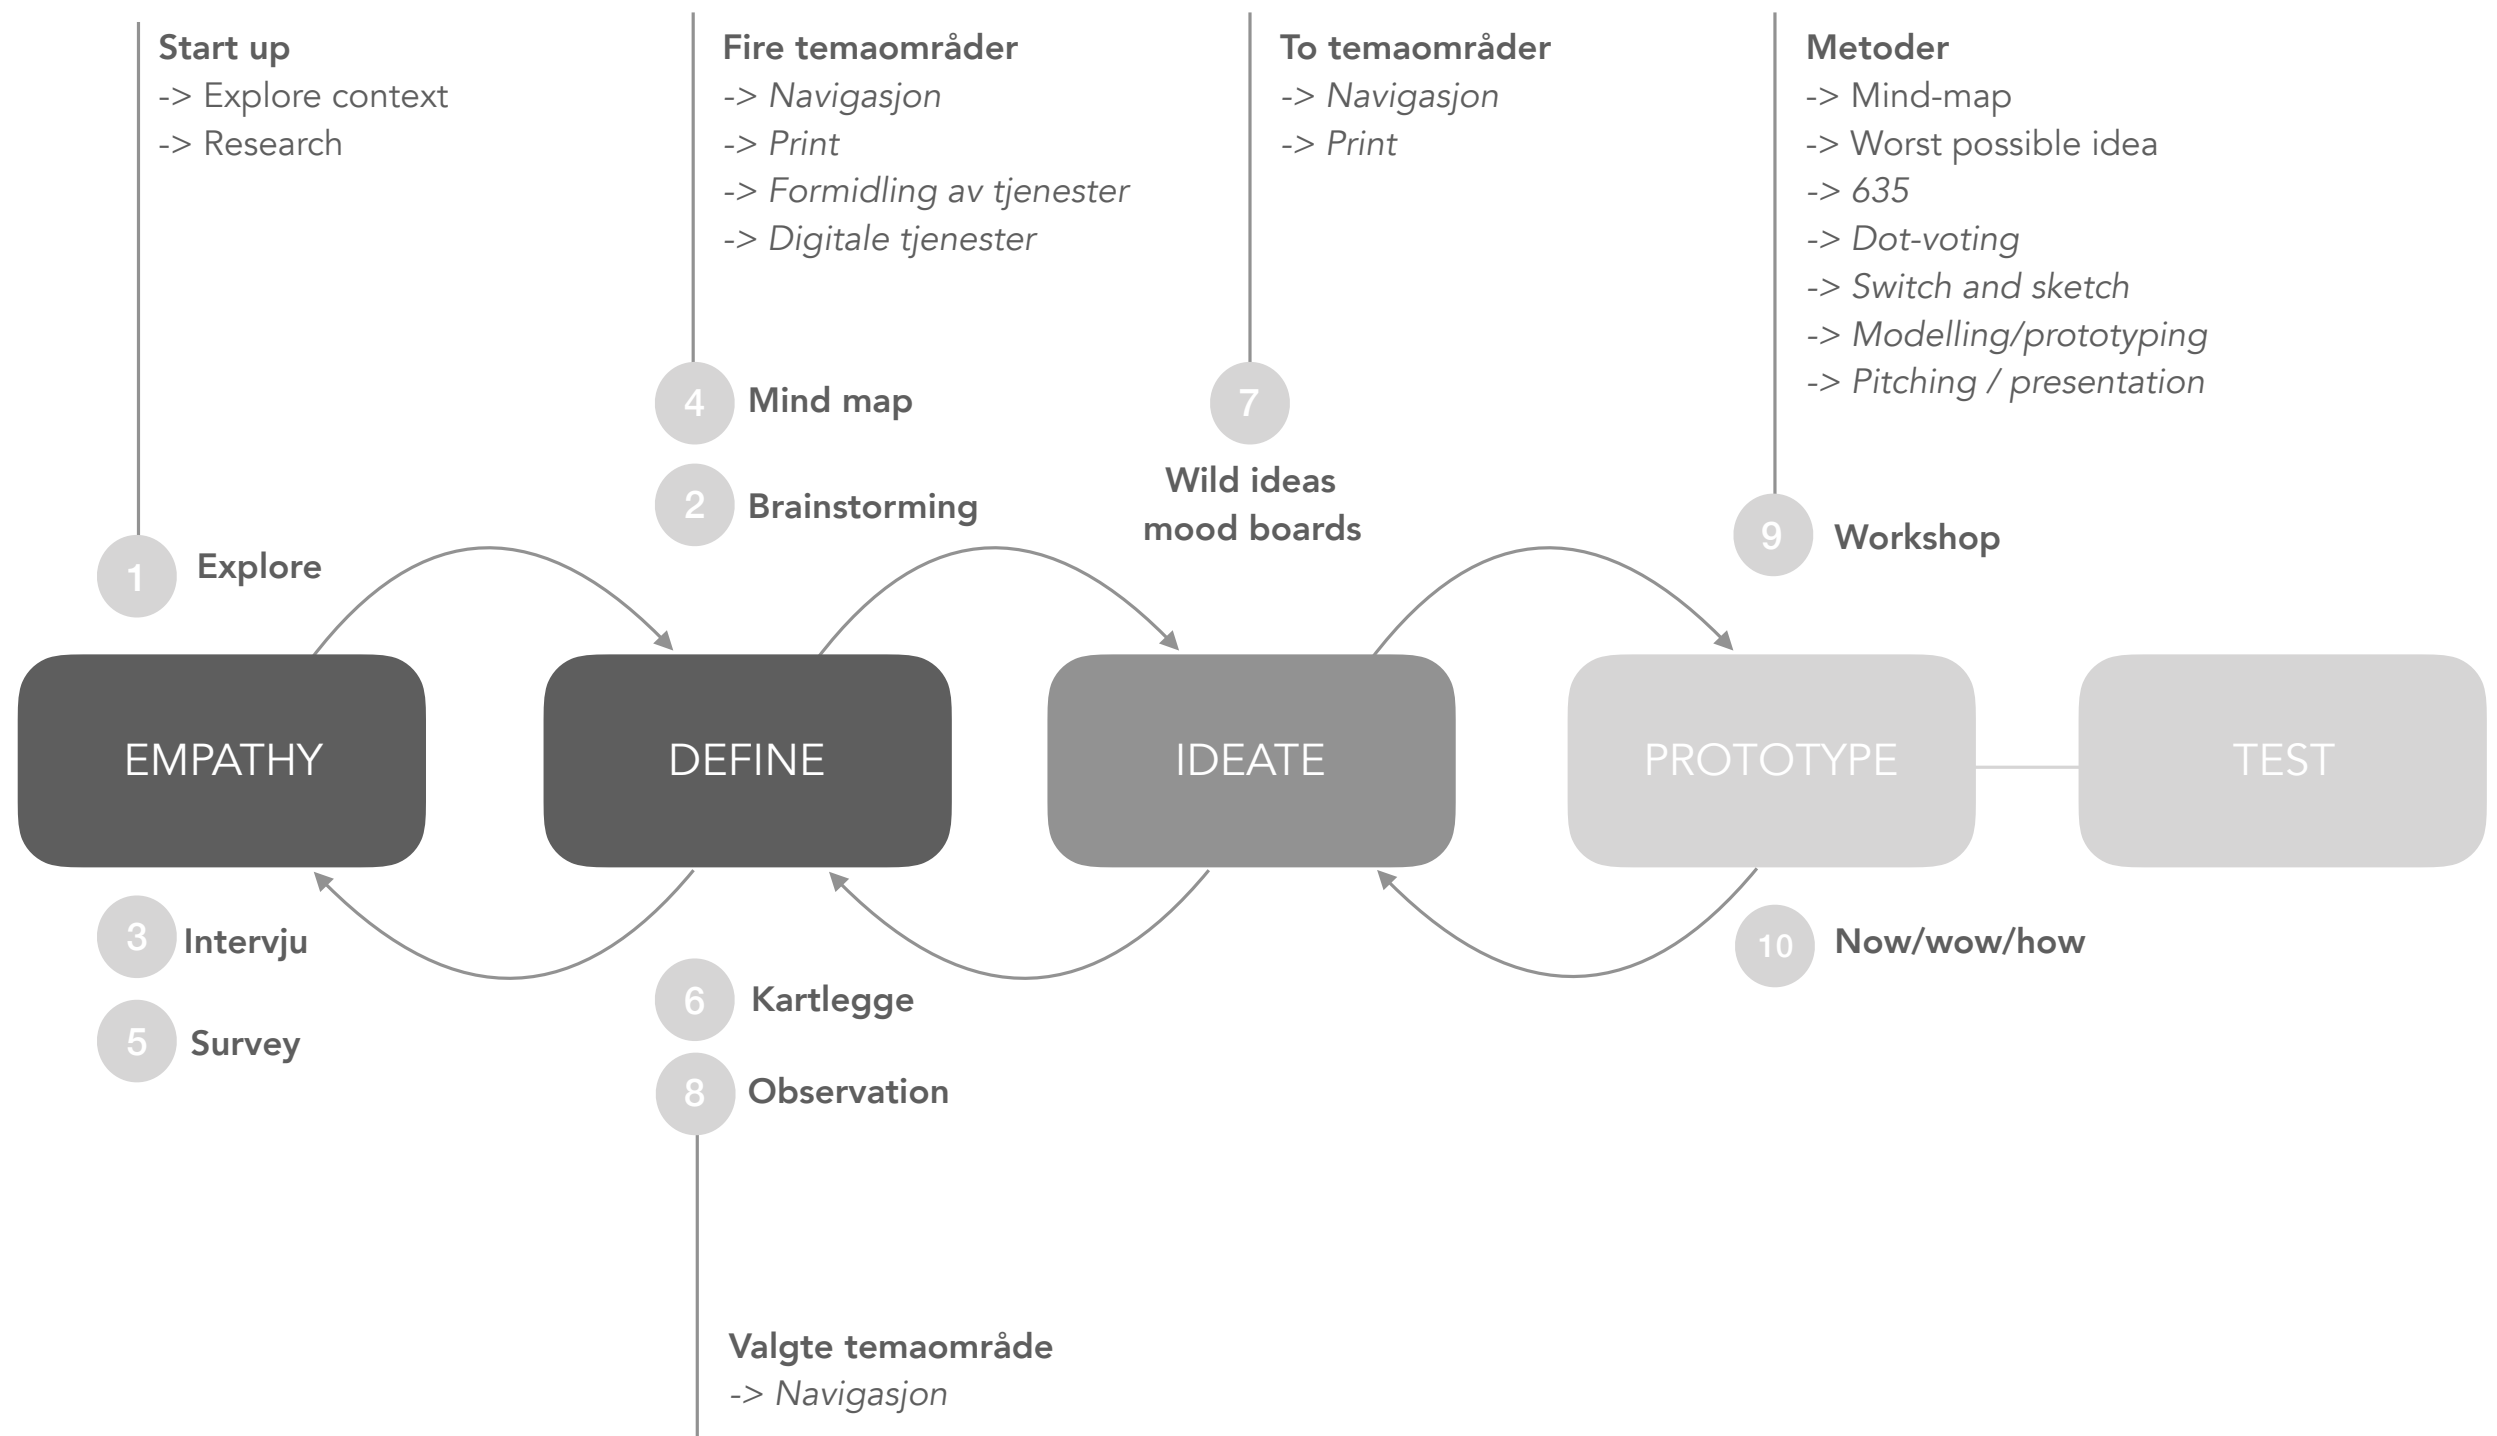 Start up
-> Explore context
-> Research
Fire temaområder
-> Navigasjon
-> Print
-> Formidling av tjenester
-> Digitale tjenester
To temaområder
-> Navigasjon
-> Print
Metoder
-> Mind-map
-> Worst possible idea
-> 635
-> Dot-voting
-> Switch and sketch
-> Modelling/prototyping
-> Pitching / presentation
4 Mind map
2 Brainstorming
7
Wild ideas
mood boards
9 Workshop
1 Explore
EMPATHY
DEFINE
IDEATE
PROTOTYPE
TEST
3 Intervju
5 Survey
6 Kartlegge
8 Observation
10 Now/wow/how
Valgte temaområde
-> Navigasjon